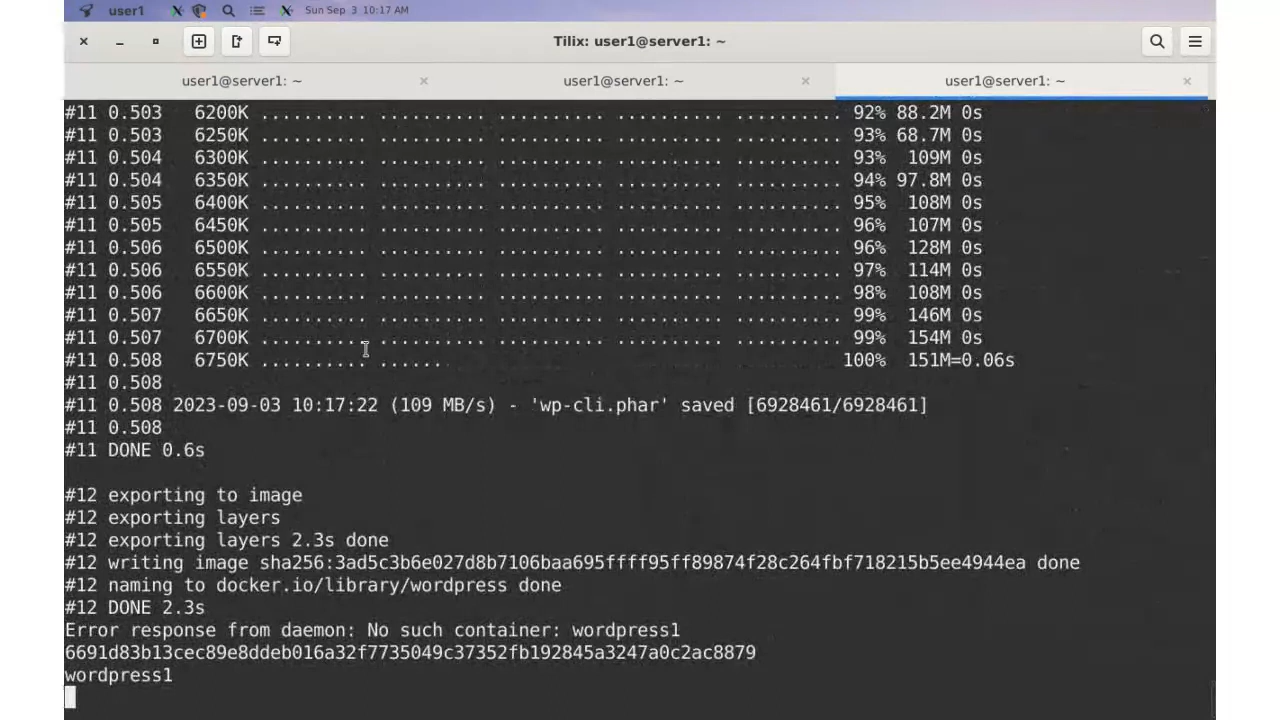 user1 Sun Sep 3 10:17 AM
Tilix: user1@server1: ~
user1@server1: ~ × user1@server1: ~ × user1@server1: ~ ×
#11 0.503 6200K .......... .......... .......... .......... .......... 92% 88.2M 0s
#11 0.503 6250K .......... .......... .......... .......... .......... 93% 68.7M 0s
#11 0.504 6300K .......... .......... .......... .......... .......... 93% 109M 0s
#11 0.504 6350K .......... .......... .......... .......... .......... 94% 97.8M 0s
#11 0.505 6400K .......... .......... .......... .......... .......... 95% 108M 0s
#11 0.505 6450K .......... .......... .......... .......... .......... 96% 107M 0s
#11 0.506 6500K .......... .......... .......... .......... .......... 96% 128M 0s
#11 0.506 6550K .......... .......... .......... .......... .......... 97% 114M 0s
#11 0.506 6600K .......... .......... .......... .......... .......... 98% 108M 0s
#11 0.507 6650K .......... .......... .......... .......... .......... 99% 146M 0s
#11 0.507 6700K .......... .......... .......... .......... .......... 99% 154M 0s
#11 0.508 6750K .......... ...... 100% 151M=0.06s
#11 0.508
#11 0.508 2023-09-03 10:17:22 (109 MB/s) - 'wp-cli.phar' saved [6928461/6928461]
#11 0.508
#11 DONE 0.6s
#12 exporting to image
#12 exporting layers
#12 exporting layers 2.3s done
#12 writing image sha256:3ad5c3b6e027d8b7106baa695ffff95ff89874f28c264fbf718215b5ee4944ea done
#12 naming to docker.io/library/wordpress done
#12 DONE 2.3s
Error response from daemon: No such container: wordpress1
6691d83b13cec89e8ddeb016a32f7735049c37352fb192845a3247a0c2ac8879
wordpress1